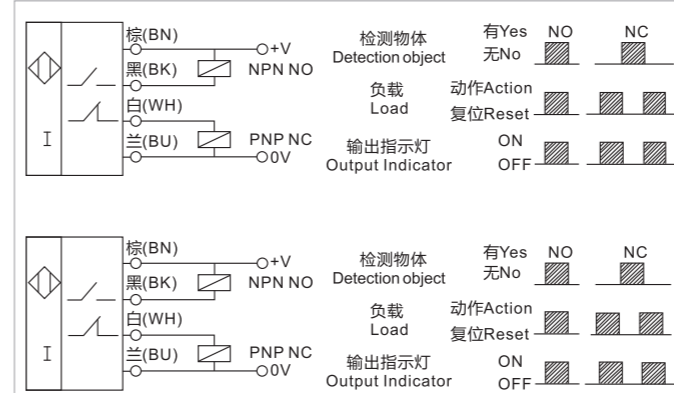 棕(BN)
+V
黑(BK)
NPN NO
白(WH)
兰(BU)
PNP NC
0V
I
检测物体
Detection object
有Yes
无No
NO
NC
负载
Load
动作Action
复位Reset
输出指示灯
Output Indicator
ON
OFF
棕(BN)
+V
黑(BK)
NPN NO
白(WH)
兰(BU)
PNP NC
0V
I
检测物体
Detection object
有Yes
无No
NO
NC
负载
Load
动作Action
复位Reset
输出指示灯
Output Indicator
ON
OFF